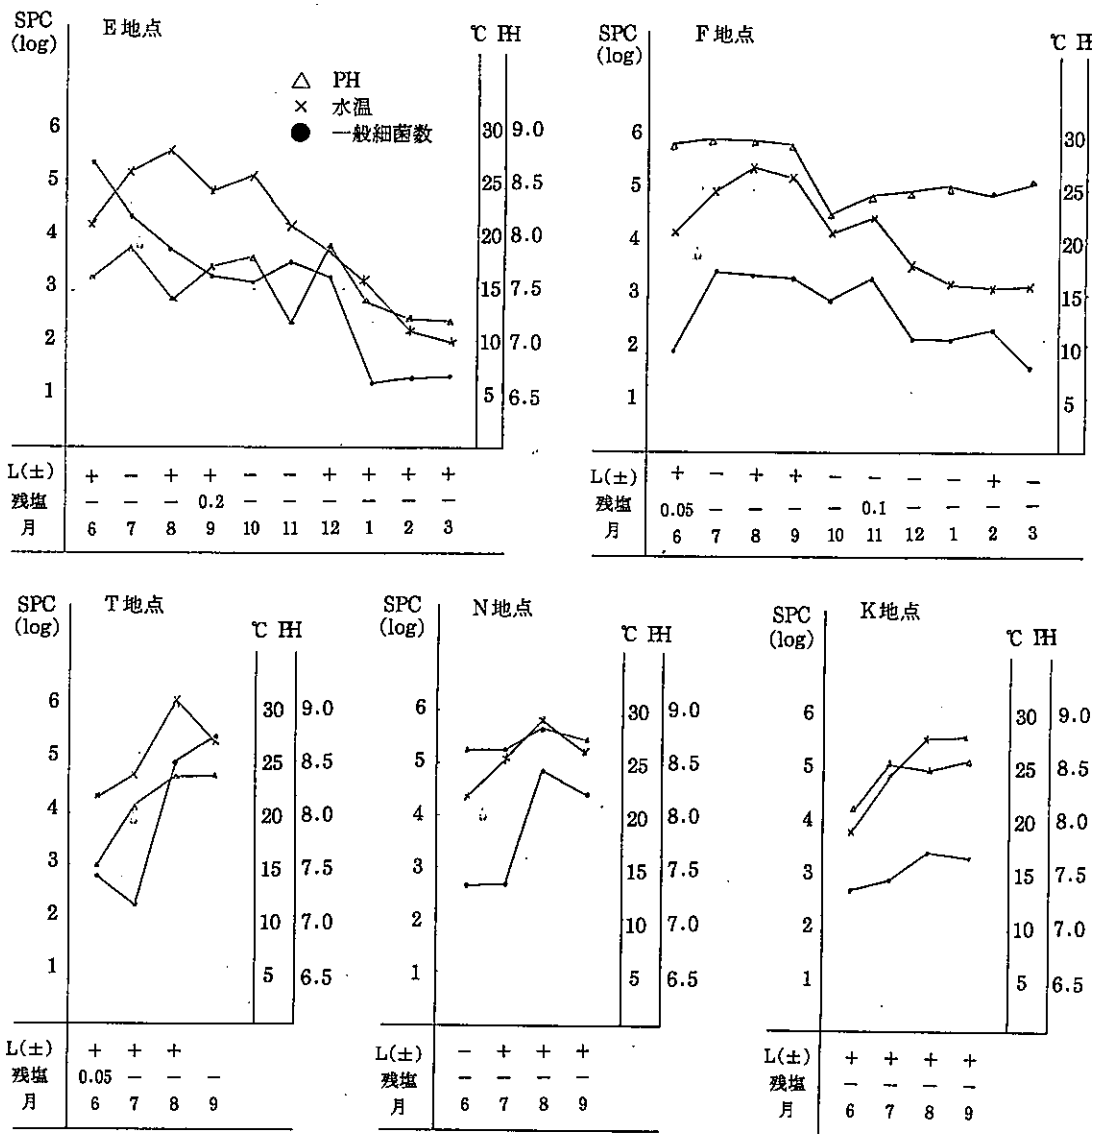 SPC
(log)
E地点
℃ PH
△ PH
× 水温
● 一般細菌数
6
5
4
3
2
1
30 9.0
25 8.5
20 8.0
15 7.5
10 7.0
5 6.5
L(±) + − + + − − + + + +
残塩 − − − 0.2 − − − − − −
月 6 7 8 9 10 11 12 1 2 3
SPC
(log)
F地点
℃ PH
6
5
4
3
2
1
30
25
20
15
10
5
L(±) + − + + − − − − + −
残塩 0.05 − − − − 0.1 − − − −
月 6 7 8 9 10 11 12 1 2 3
SPC
(log)
T地点
℃ PH
6
5
4
3
2
1
30 9.0
25 8.5
20 8.0
15 7.5
10 7.0
5 6.5
L(±) + + +
残塩 0.05 − − −
月 6 7 8 9
SPC
(log)
N地点
℃ PH
6
5
4
3
2
1
30 9.0
25 8.5
20 8.0
15 7.5
10 7.0
5 6.5
L(±) − + + +
残塩 − − − −
月 6 7 8 9
SPC
(log)
K地点
℃ PH
6
5
4
3
2
1
30 9.0
25 8.5
20 8.0
15 7.5
10 7.0
5 6.5
L(±) + + + +
残塩 − − − −
月 6 7 8 9